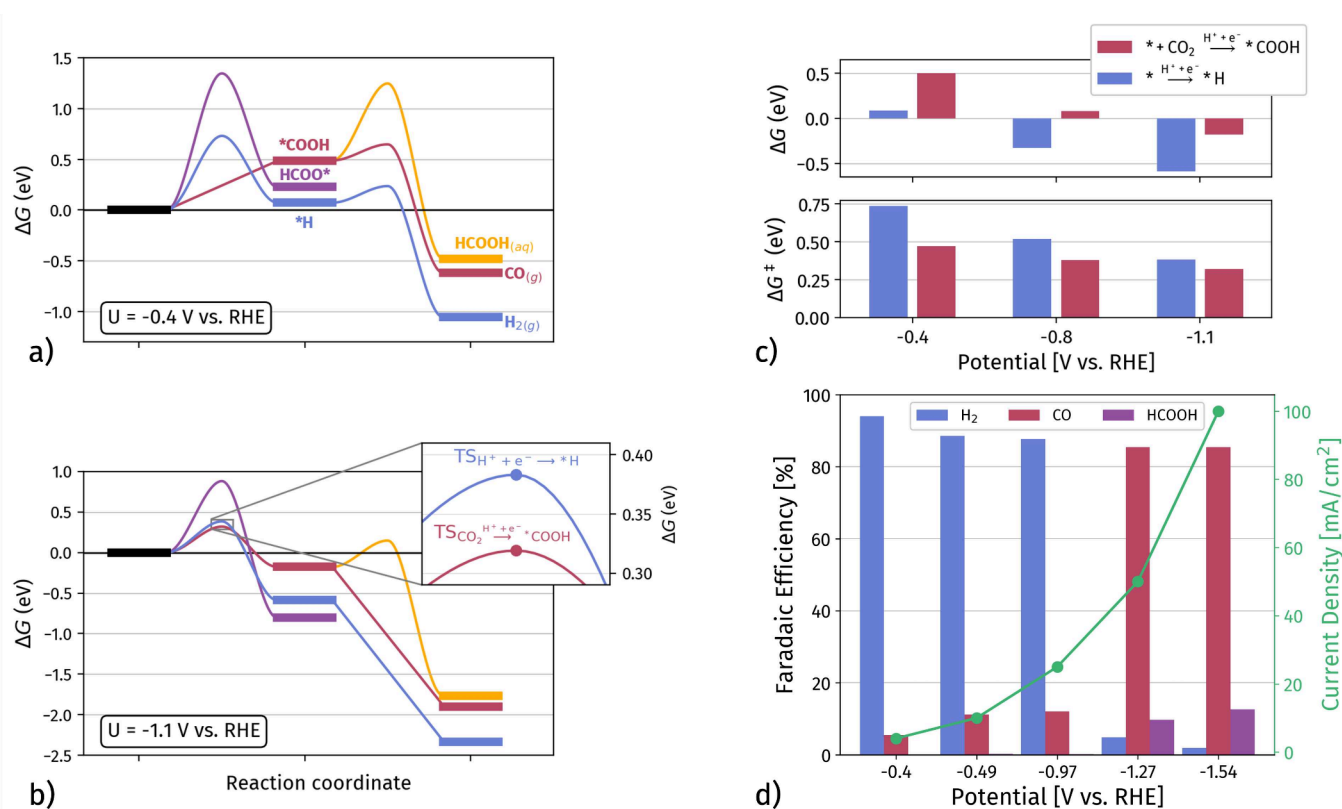 1.5
1.0
0.5
0.0
−0.5
−1.0
ΔG (eV)
*COOH
HCOO*
*H
HCOOH(aq)
CO(g)
H₂(g)
U = -0.4 V vs. RHE
a)
1.0
0.5
0.0
−0.5
−1.0
−1.5
−2.0
−2.5
ΔG (eV)
TS H⁺ + e⁻ ⟶ *H
TS CO₂ H⁺ + e⁻ ⟶ *COOH
0.40
0.35
0.30
ΔG (eV)
U = -1.1 V vs. RHE
Reaction coordinate
b)
* + CO₂ H⁺ + e⁻ ⟶ *COOH
* H⁺ + e⁻ ⟶ *H
0.5
0.0
−0.5
ΔG (eV)
0.75
0.50
0.25
0.00
ΔG‡ (eV)
-0.4 -0.8 -1.1
Potential [V vs. RHE]
c)
H₂ CO HCOOH
100
80
60
40
20
0
Faradaic Efficiency [%]
100
80
60
40
20
0
Current Density [mA/cm²]
-0.4 -0.49 -0.97 -1.27 -1.54
Potential [V vs. RHE]
d)